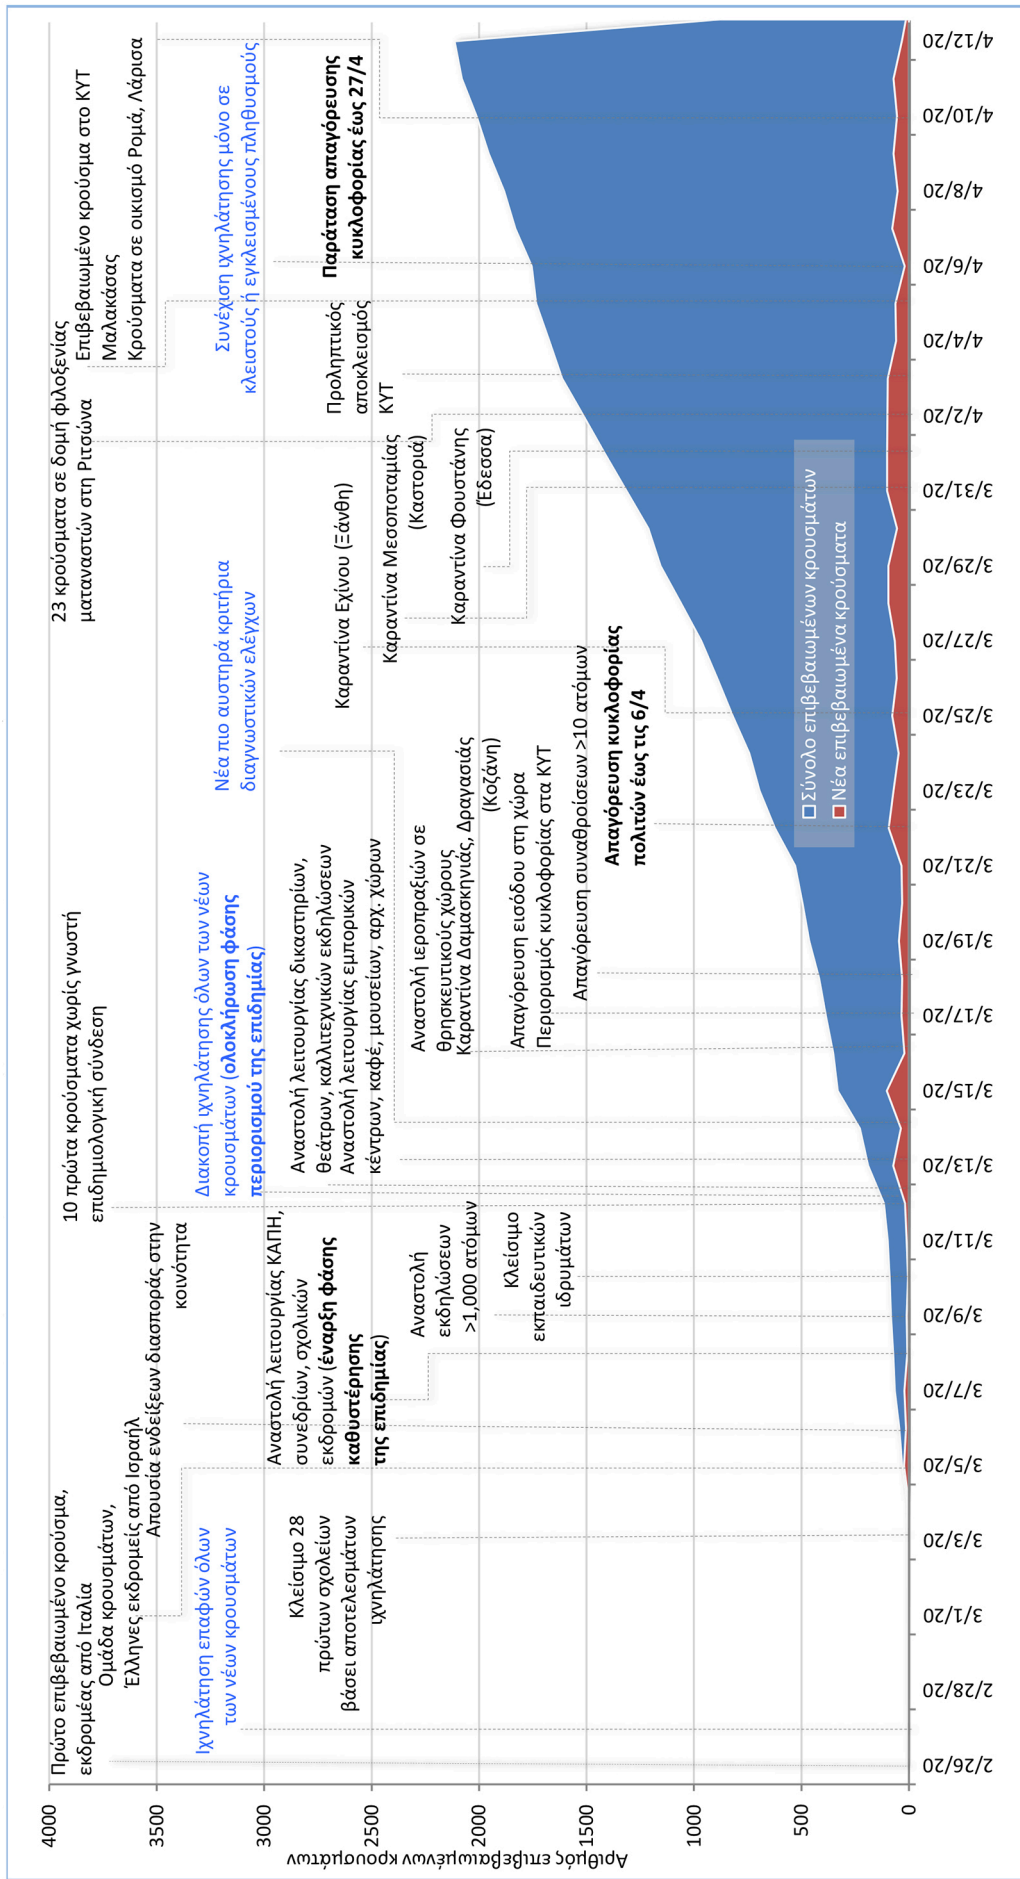 Πρώτο επιβεβαιωμένο κρούσμα,
εκδρομέας από Ιταλία
Ομάδα κρουσμάτων,
Έλληνες εκδρομείς από Ισραήλ
Απουσία ενδείξεων διασποράς στην
κοινότητα
10 πρώτα κρούσματα χωρίς γνωστή
επιδημιολογική σύνδεση
23 κρούσματα σε δομή φιλοξενίας
ματαναστών στη Ριτσώνα
Επιβεβαιωμένο κρούσμα στο ΚΥΤ
Μαλακάσας
Κρούσματα σε οικισμό Ρομά, Λάρισα
Ιχνηλάτηση επαφών όλων
των νέων κρουσμάτων
Διακοπή ιχνηλάτησης όλων των νέων
κρουσμάτων (ολοκλήρωση φάσης
περιορισμού της επιδημίας)
Νέα πιο αυστηρά κριτήρια
διαγνωστικών ελέγχων
Συνέχιση ιχνηλάτησης μόνο σε
κλειστούς ή εγκλεισμένους πληθυσμούς
Κλείσιμο 28
πρώτων σχολείων
βάσει αποτελεσμάτων
ιχνηλάτησης
Αναστολή λειτουργίας ΚΑΠΗ,
συνεδρίων, σχολικών
εκδρομών (έναρξη φάσης
καθυστέρησης
της επιδημίας)
Αναστολή
εκδηλώσεων
>1,000 ατόμων
Κλείσιμο
εκπαιδευτικών
ιδρυμάτων
Αναστολή λειτουργίας δικαστηρίων,
θεάτρων, καλλιτεχνικών εκδηλώσεων
Αναστολή λειτουργίας εμπορικών
κέντρων, καφέ, μουσείων, αρχ. χώρων
Αναστολή ιεροπραξιών σε
θρησκευτικούς χώρους
Καραντίνα Δαμασκηνιάς, Δραγασιάς
(Κοζάνη)
Απαγόρευση εισόδου στη χώρα
Περιορισμός κυκλοφορίας στα ΚΥΤ
Απαγόρευση συναθροίσεων >10 ατόμων
Απαγόρευση κυκλοφορίας
πολιτών έως τις 6/4
Καραντίνα Εχίνου (Ξάνθη)
Καραντίνα Μεσοποταμίας
(Καστοριά)
Καραντίνα Φουστάνης
(Έδεσσα)
Προληπτικός
αποκλεισμός
ΚΥΤ
Παράταση απαγόρευσης
κυκλοφορίας έως 27/4
Αριθμός επιβεβαιωμένων κρουσμάτων
4000
3500
3000
2500
2000
1500
1000
500
0
Σύνολο επιβεβαιωμένων κρουσμάτων
Νέα επιβεβαιωμένα κρούσματα
2/26/20
2/28/20
3/1/20
3/3/20
3/5/20
3/7/20
3/9/20
3/11/20
3/13/20
3/15/20
3/17/20
3/19/20
3/21/20
3/23/20
3/25/20
3/27/20
3/29/20
3/31/20
4/2/20
4/4/20
4/6/20
4/8/20
4/10/20
4/12/20